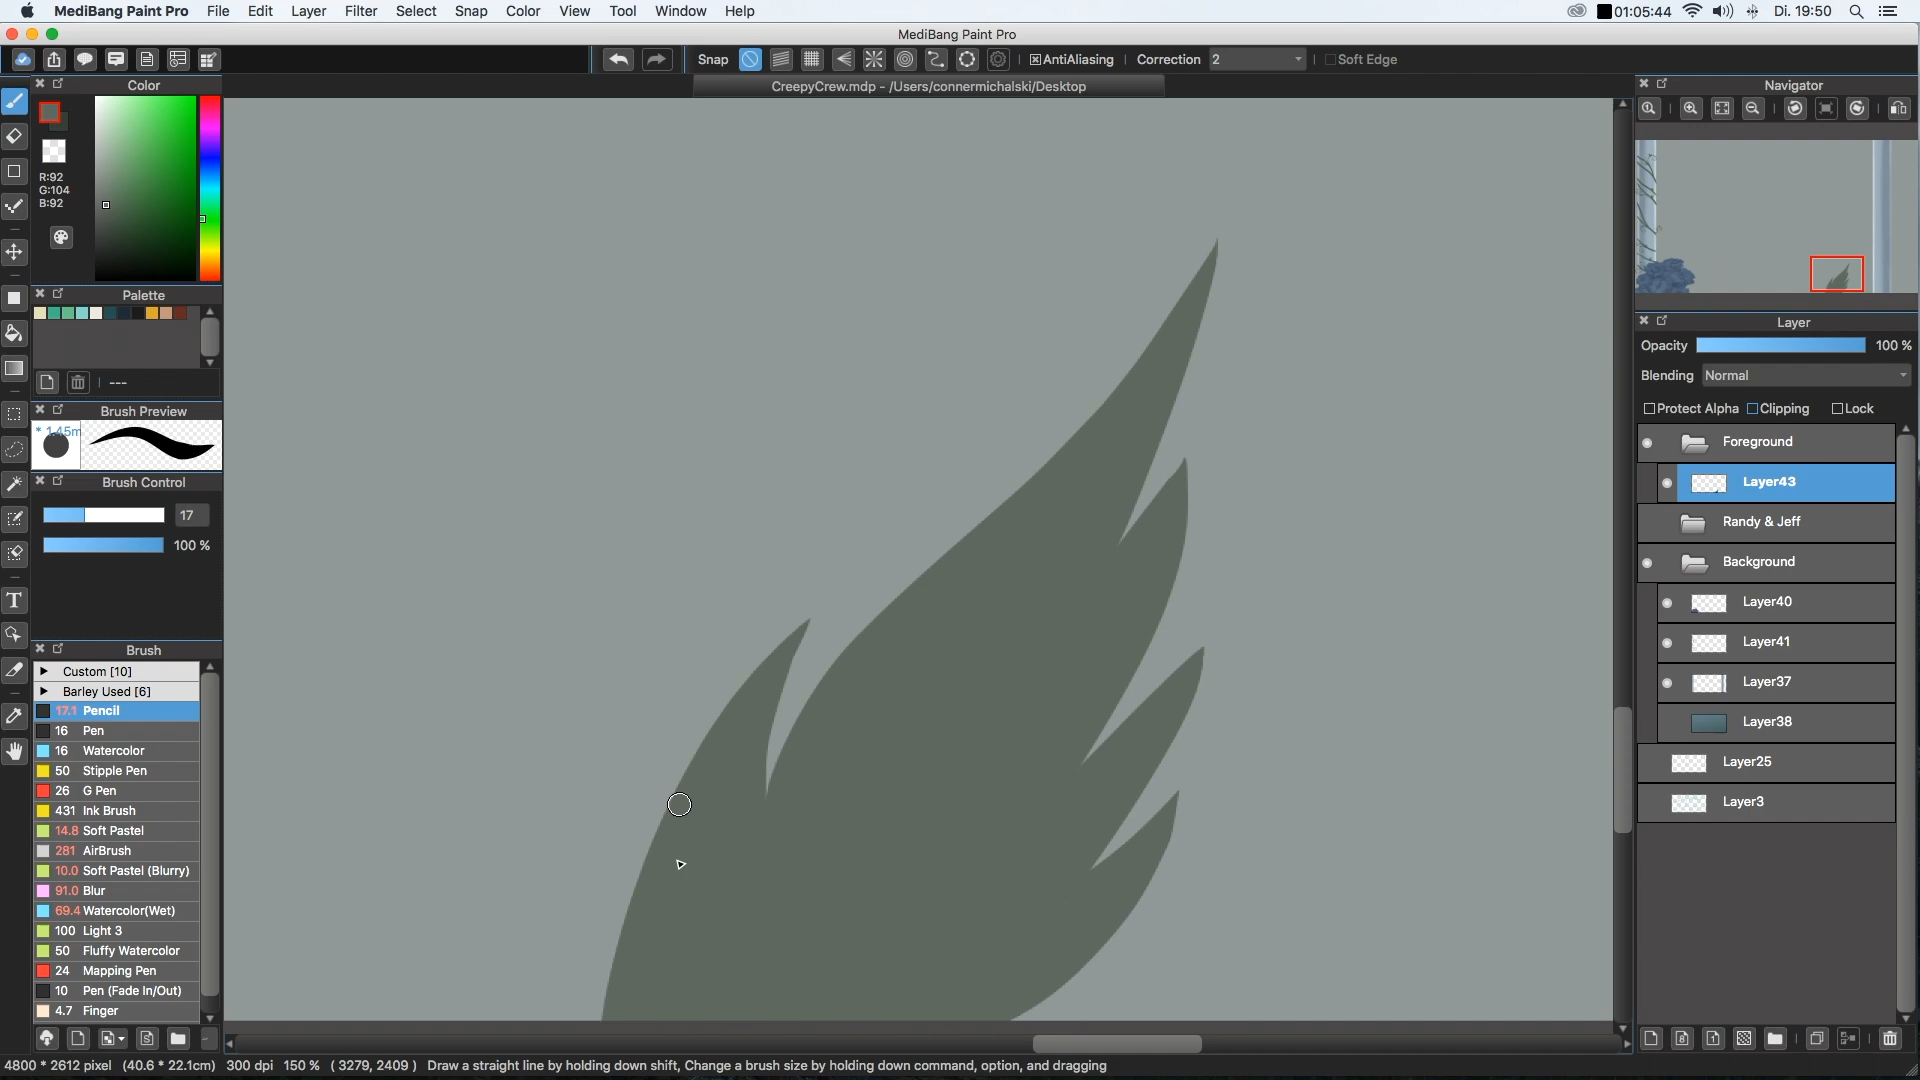 MediBang Paint Pro File Edit Layer Filter Select Snap Color View Tool Window Help 01:05:44 Di. 19:50
MediBang Paint Pro
Snap AntiAliasing Correction 2 Soft Edge
CreepyCrew.mdp - /Users/connermichalski/Desktop
Color
R:92
G:104
B:92
Palette
---
Brush Preview
* 1.45m
Brush Control
17
100 %
Brush
Custom [10]
Barley Used [6]
17.1 Pencil
16 Pen
16 Watercolor
50 Stipple Pen
26 G Pen
431 Ink Brush
14.8 Soft Pastel
281 AirBrush
10.0 Soft Pastel (Blurry)
91.0 Blur
69.4 Watercolor(Wet)
100 Light 3
50 Fluffy Watercolor
24 Mapping Pen
10 Pen (Fade In/Out)
4.7 Finger
Navigator
Layer
Opacity 100 %
Blending Normal
Protect Alpha Clipping Lock
Foreground
Layer43
Randy & Jeff
Background
Layer40
Layer41
Layer37
Layer38
Layer25
Layer3
4800 * 2612 pixel (40.6 * 22.1cm) 300 dpi 150 % ( 3279, 2409 ) Draw a straight line by holding down shift, Change a brush size by holding down command, option, and dragging